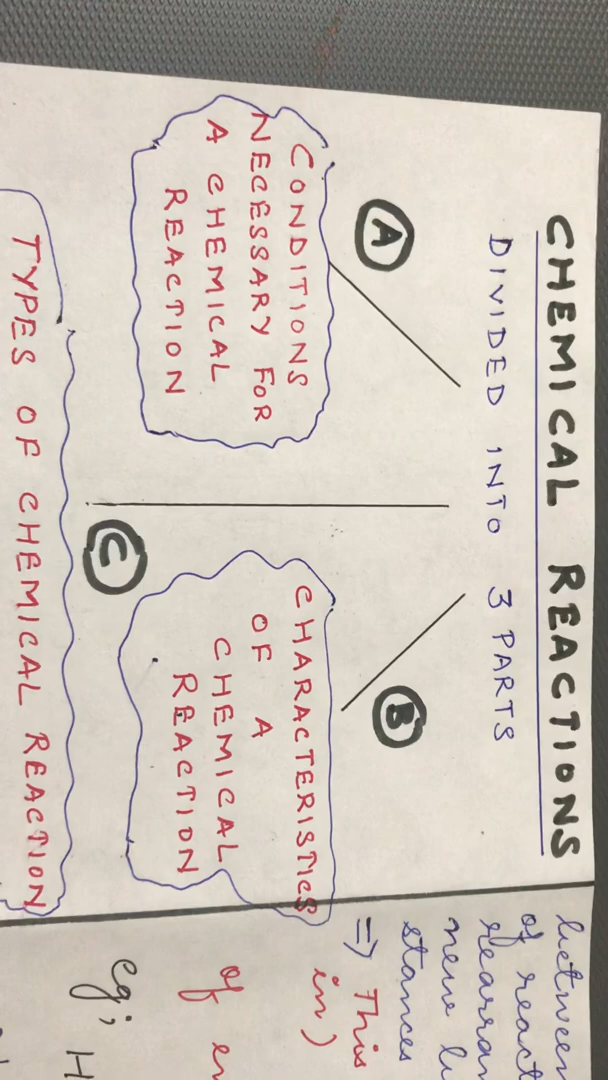 CHEMICAL REACTIONS
DIVIDED INTO 3 PARTS
A
CONDITIONS
NECESSARY FOR
A CHEMICAL
REACTION
B
CHARACTERISTICS
OF A
CHEMICAL
REACTION
C
TYPES OF CHEMICAL REACTION
between
of react
rearran
new
stances
=> This
in)
of en
eg; H